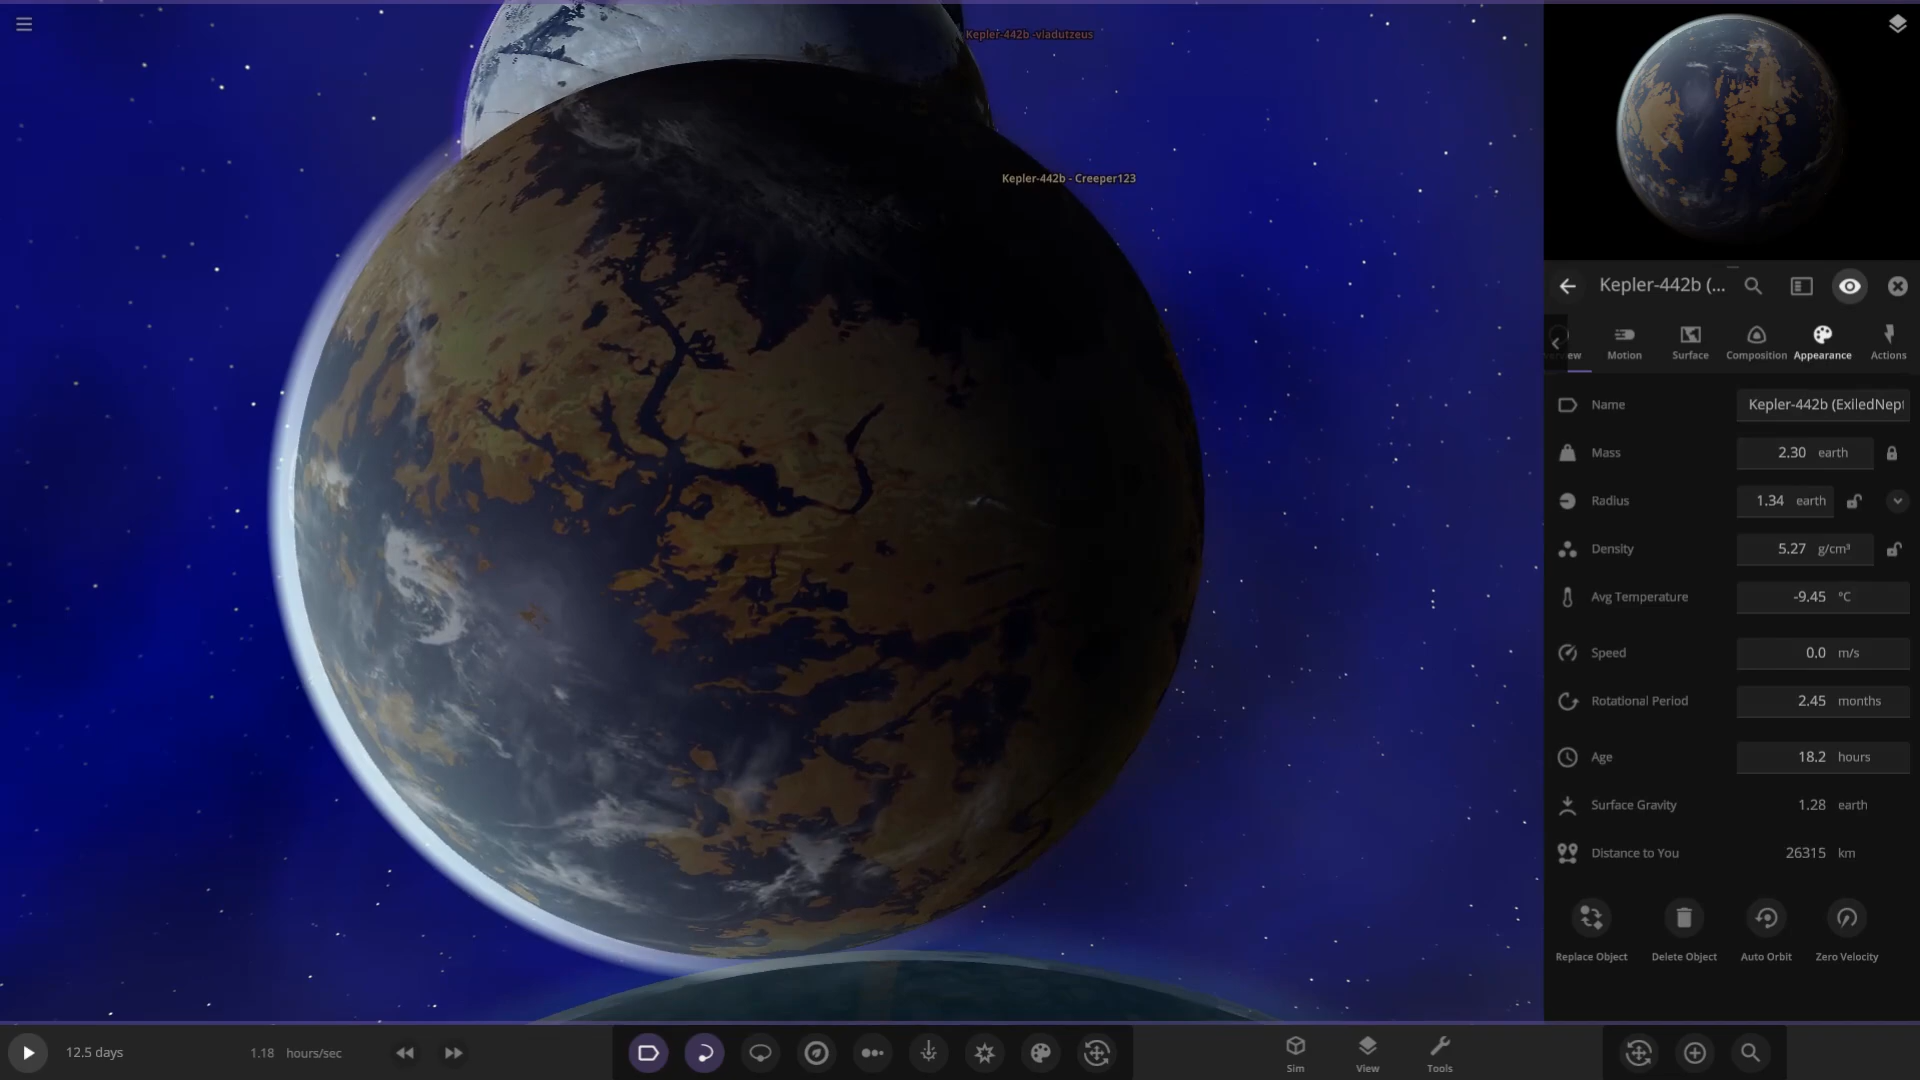 Kepler-442b -vladutzeus
Kepler-442b - Creeper123
Kepler-442b (...
Motion
Surface
Composition
Appearance
Actions
Name
Kepler-442b (ExiledNep
Mass
2.30 earth
Radius
1.34 earth
Density
5.27 g/cm³
Avg Temperature
-9.45 °C
Speed
0.0 m/s
Rotational Period
2.45 months
Age
18.2 hours
Surface Gravity
1.28 earth
Distance to You
26315 km
Replace Object
Delete Object
Auto Orbit
Zero Velocity
12.5 days
1.18 hours/sec
Sim
View
Tools